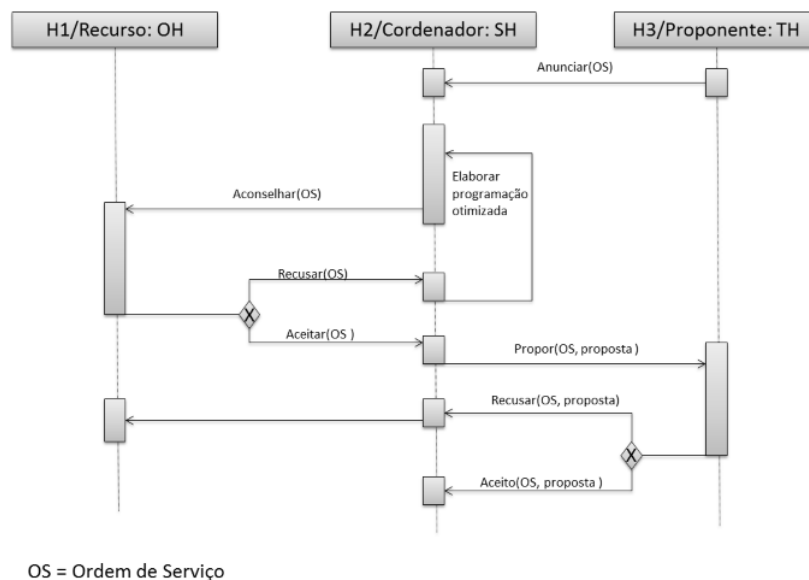 H1/Recurso: OH
H2/Cordenador: SH
H3/Proponente: TH
Anunciar(OS)
Elaborar
programação
otimizada
Aconselhar(OS)
Recusar(OS)
X
Aceitar(OS )
Propor(OS, proposta )
Recusar(OS, proposta)
X
Aceito(OS, proposta )
OS = Ordem de Serviço